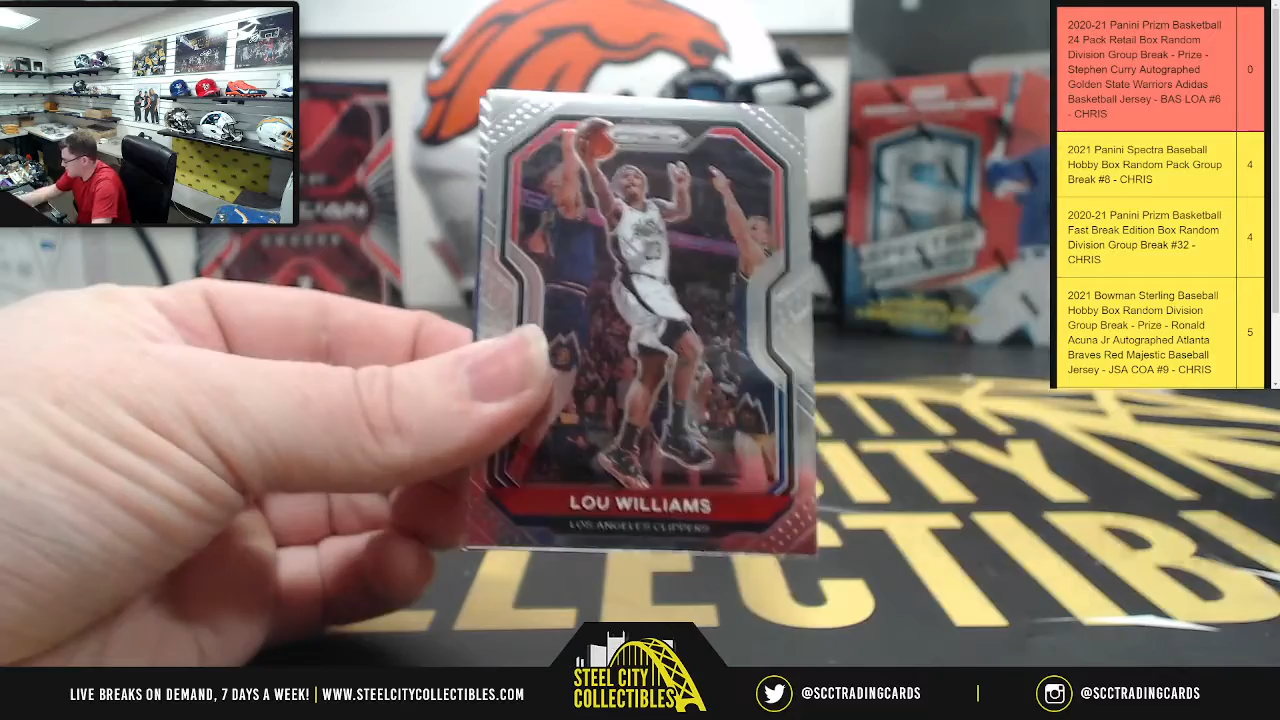 2020-21 Panini Prizm Basketball
24 Pack Retail Box Random
Division Group Break - Prize -
Stephen Curry Autographed
Golden State Warriors Adidas
Basketball Jersey - BAS LOA #6
- CHRIS
0
2021 Panini Spectra Baseball
Hobby Box Random Pack Group
Break #8 - CHRIS
4
2020-21 Panini Prizm Basketball
Fast Break Edition Box Random
Division Group Break #32 -
CHRIS
4
2021 Bowman Sterling Baseball
Hobby Box Random Division
Group Break - Prize - Ronald
Acuna Jr Autographed Atlanta
Braves Red Majestic Baseball
Jersey - JSA COA #9 - CHRIS
5
LOU WILLIAMS
LOS ANGELES CLIPPERS
LIVE BREAKS ON DEMAND, 7 DAYS A WEEK! | WWW.STEELCITYCOLLECTIBLES.COM
STEEL CITY
COLLECTIBLES
@SCCTRADINGCARDS
@SCCTRADINGCARDS